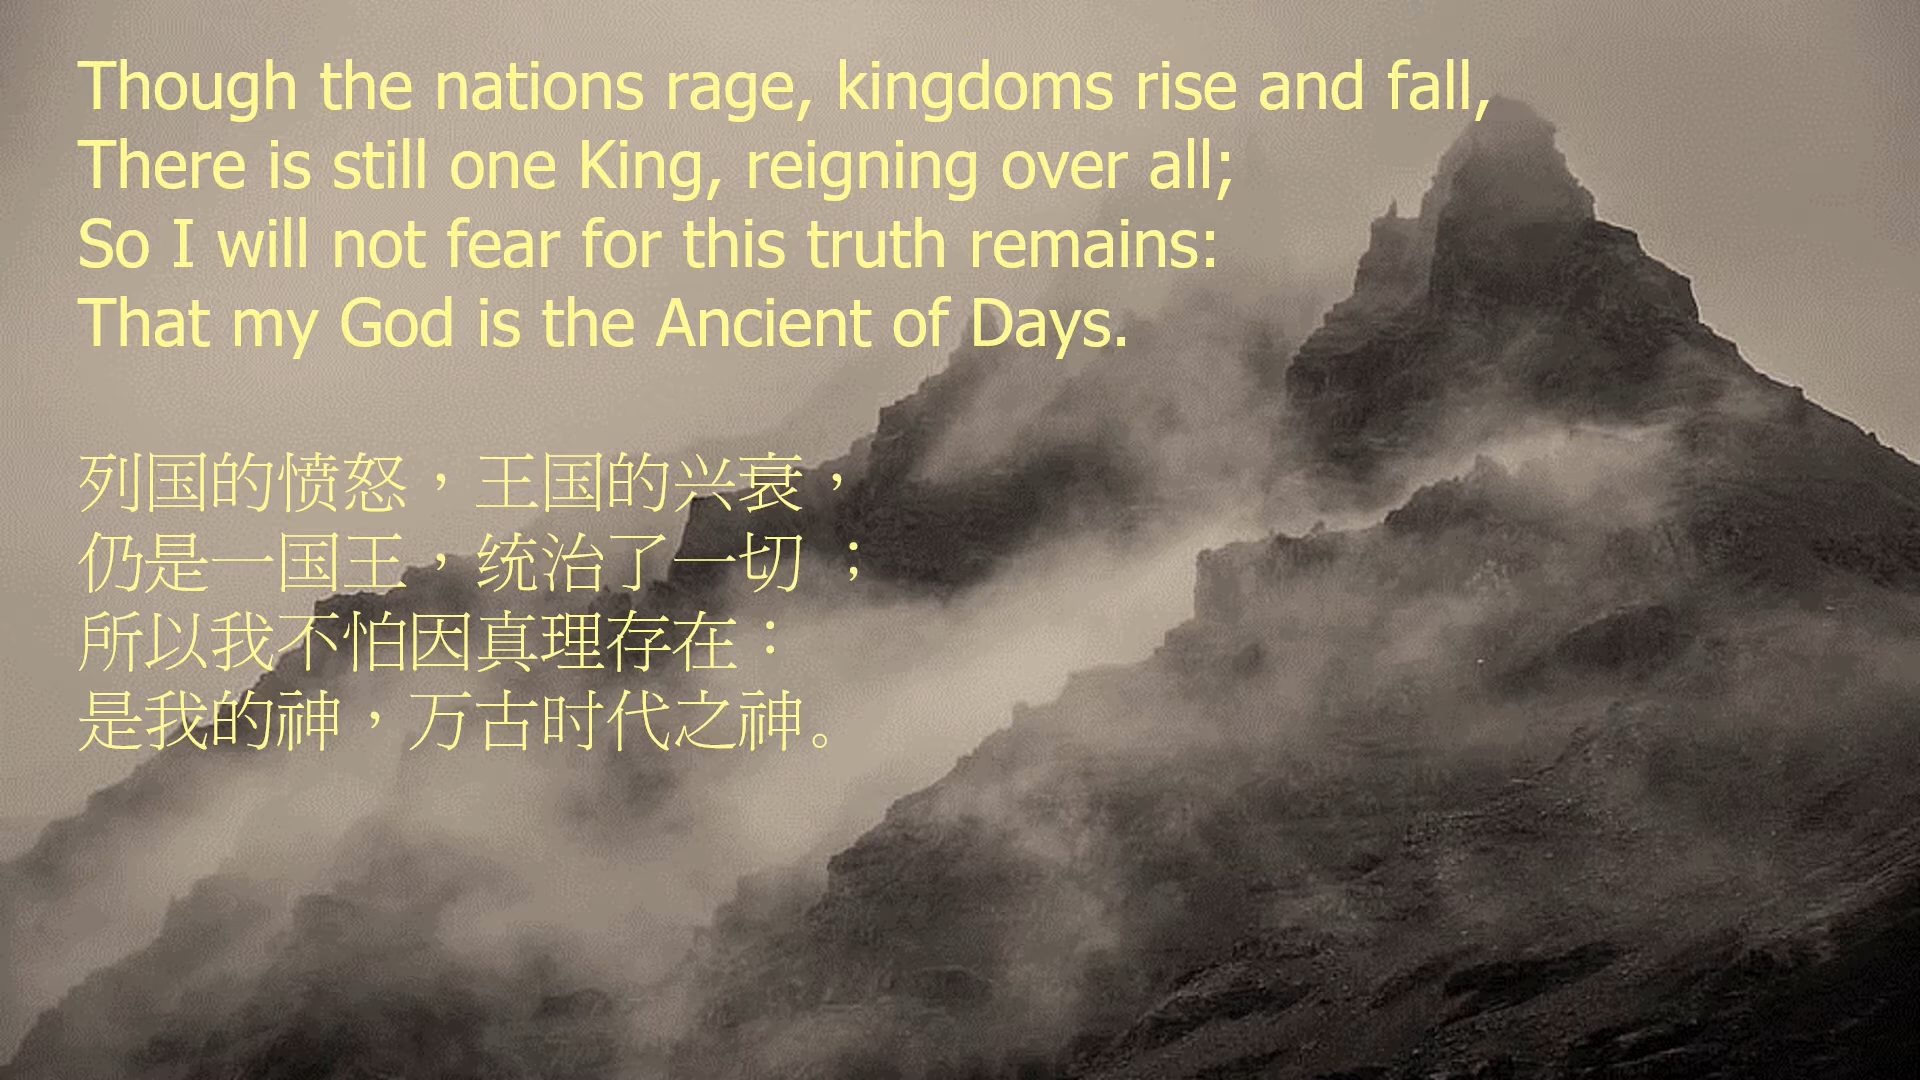 Though the nations rage, kingdoms rise and fall,
There is still one King, reigning over all;
So I will not fear for this truth remains:
That my God is the Ancient of Days.
列国的愤怒，王国的兴衰，
仍是一国王，统治了一切 ；
所以我不怕因真理存在：
是我的神，万古时代之神。